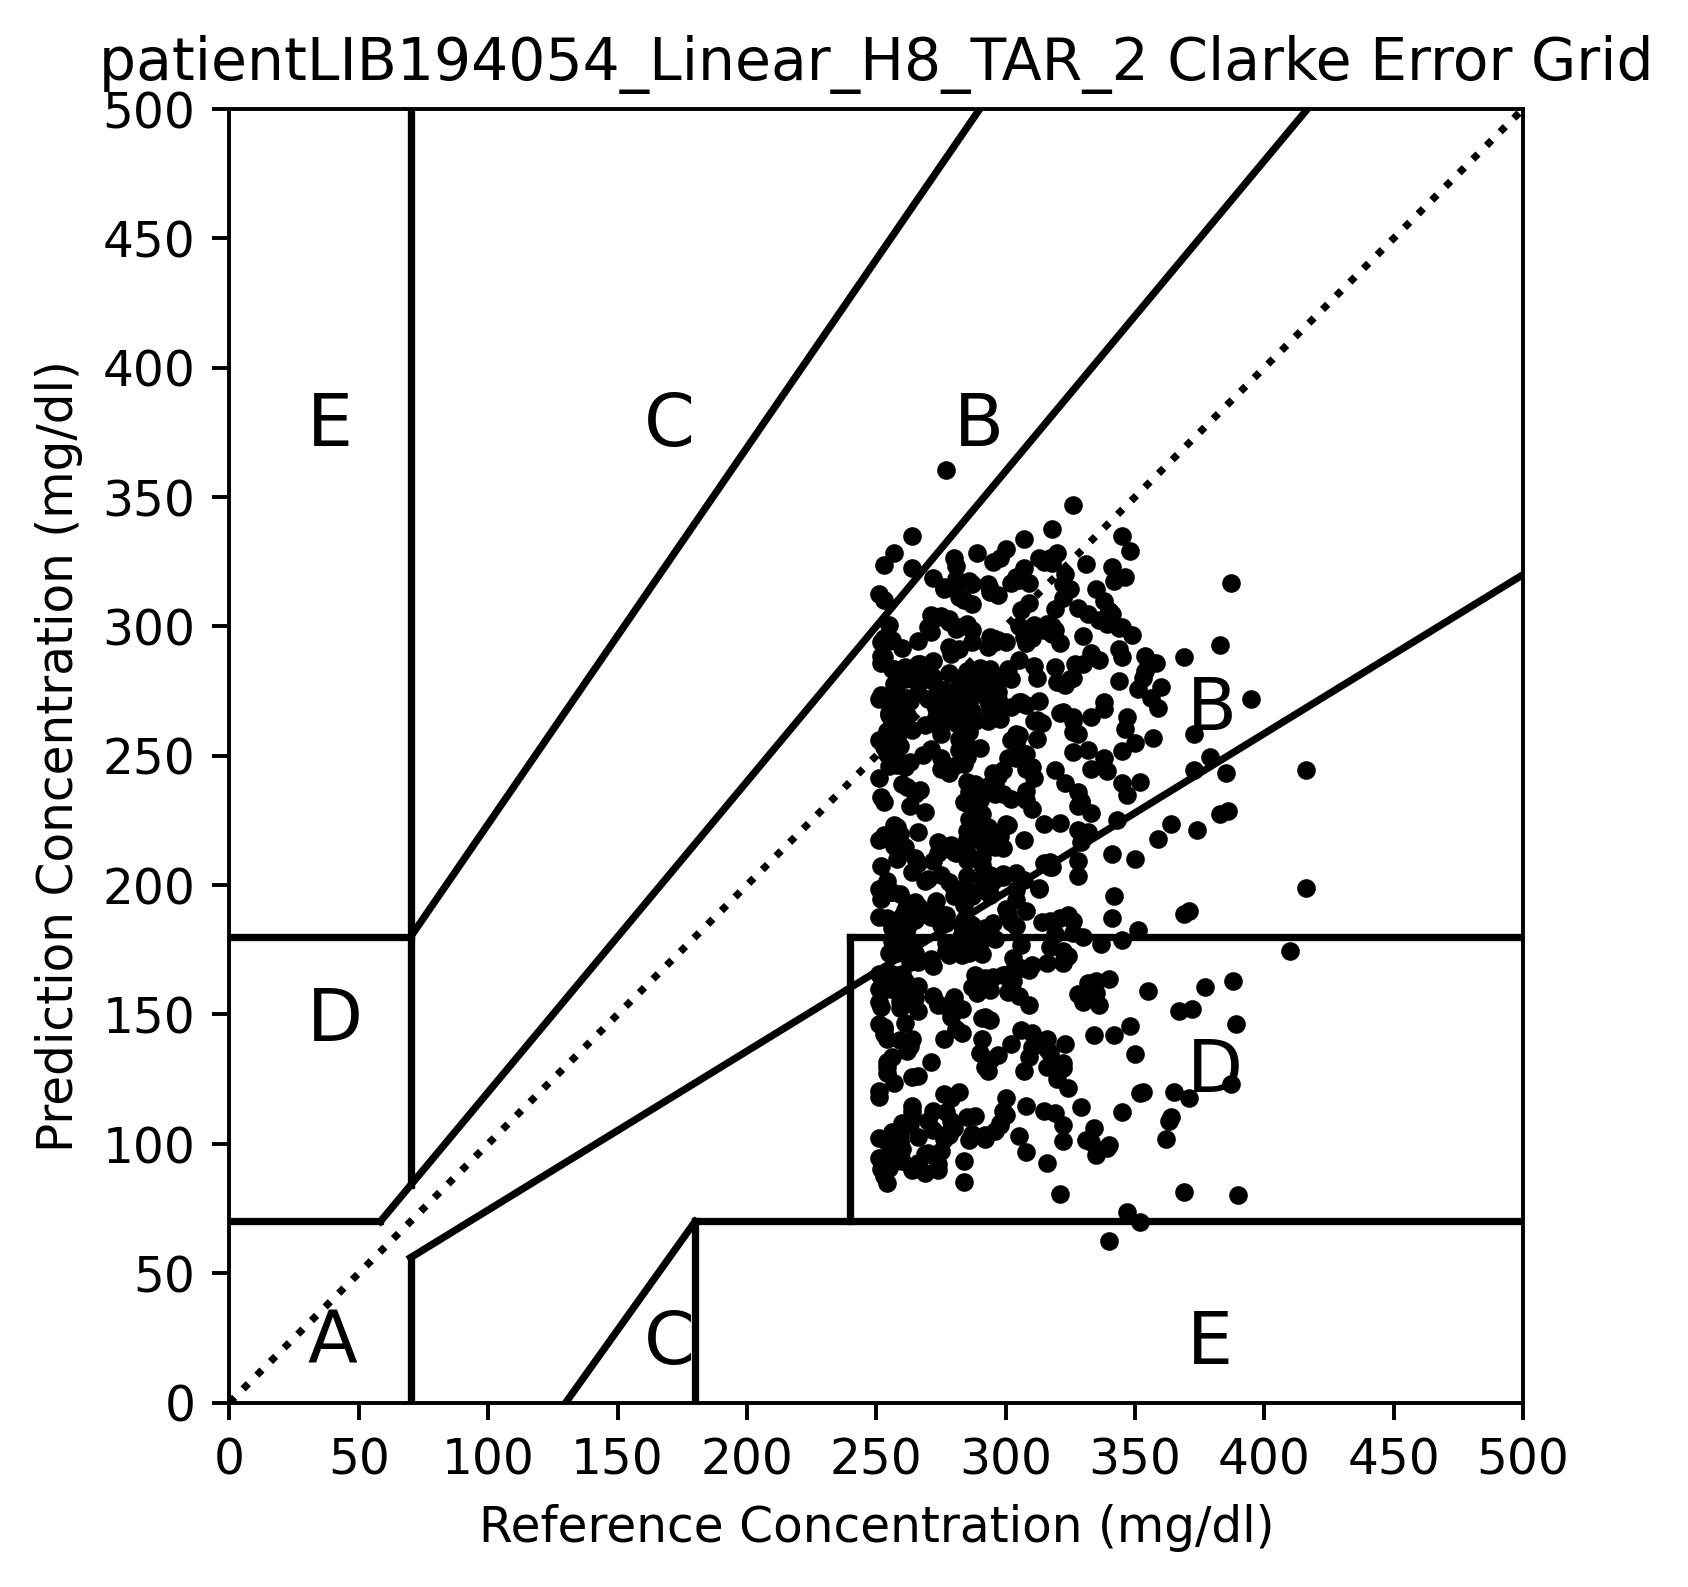 patientLIB194054_Linear_H8_TAR_2 Clarke Error Grid
500
450
400
350
300
250
200
150
100
50
0
Prediction Concentration (mg/dl)
E
C
B
B
D
D
A
C
E
0 50 100 150 200 250 300 350 400 450 500
Reference Concentration (mg/dl)